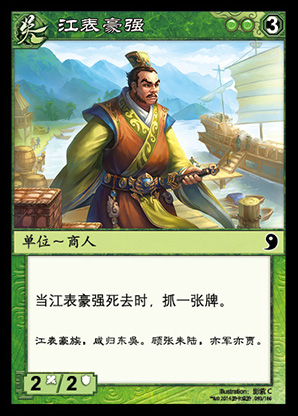 江表豪强 3
单位～商人
当江表豪强死去时，抓一张牌。
江表豪族，咸归东吴。顾张朱陆，亦军亦贾。
2/2
illustration: C